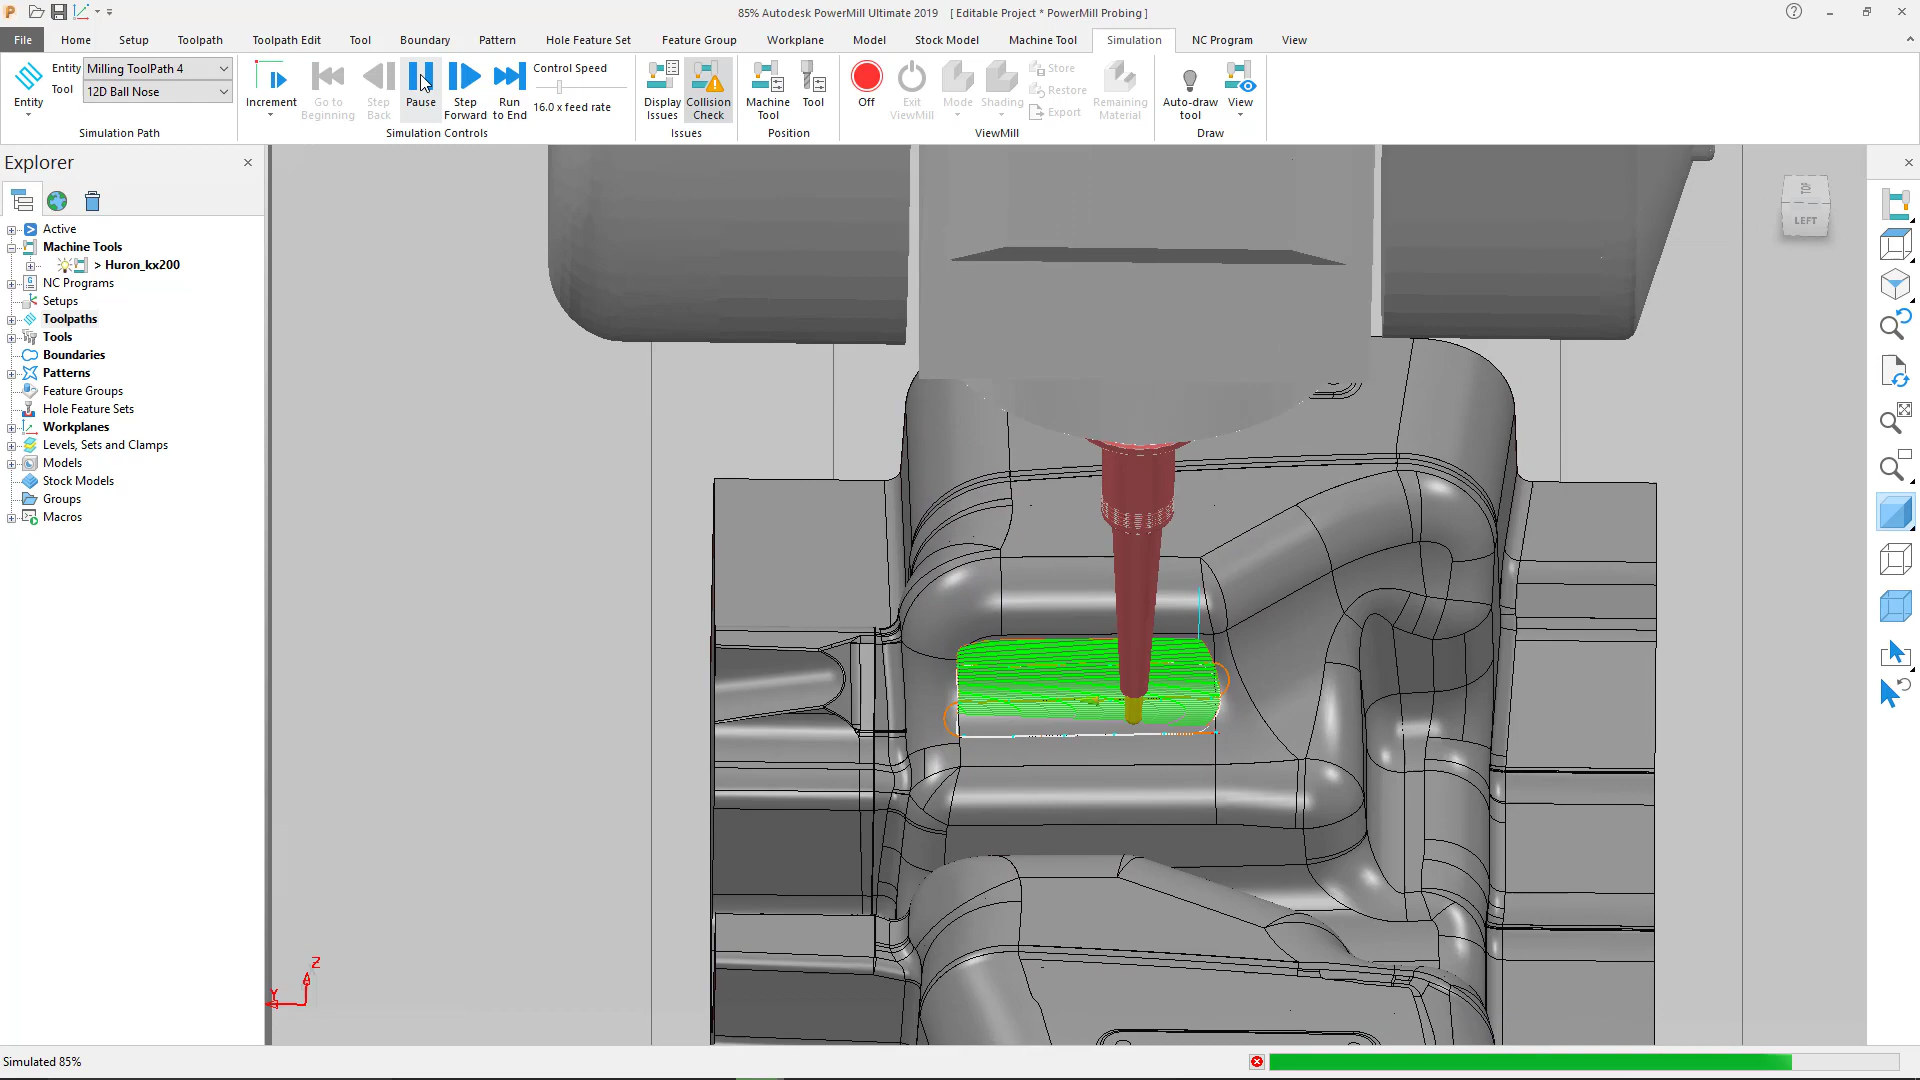 85% Autodesk PowerMill Ultimate 2019 [ Editable Project * PowerMill Probing ]
File Home Setup Toolpath Toolpath Edit Tool Boundary Pattern Hole Feature Set Feature Group Workplane Model Stock Model Machine Tool Simulation NC Program View
Entity
Entity Milling ToolPath 4
Tool 12D Ball Nose
Simulation Path
Increment
Go to Beginning
Step Back
Pause
Step Forward
Run to End
Control Speed
16.0 x feed rate
Simulation Controls
Display Issues
Collision Check
Issues
Machine Tool
Tool
Position
Off
Exit ViewMill
Mode
Shading
Store
Restore
Export
Remaining Material
ViewMill
Auto-draw tool
View
Draw
Explorer
Active
Machine Tools
> Huron_kx200
NC Programs
Setups
Toolpaths
Tools
Boundaries
Patterns
Feature Groups
Hole Feature Sets
Workplanes
Levels, Sets and Clamps
Models
Stock Models
Groups
Macros
TOP
LEFT
Z
Y
Simulated 85%